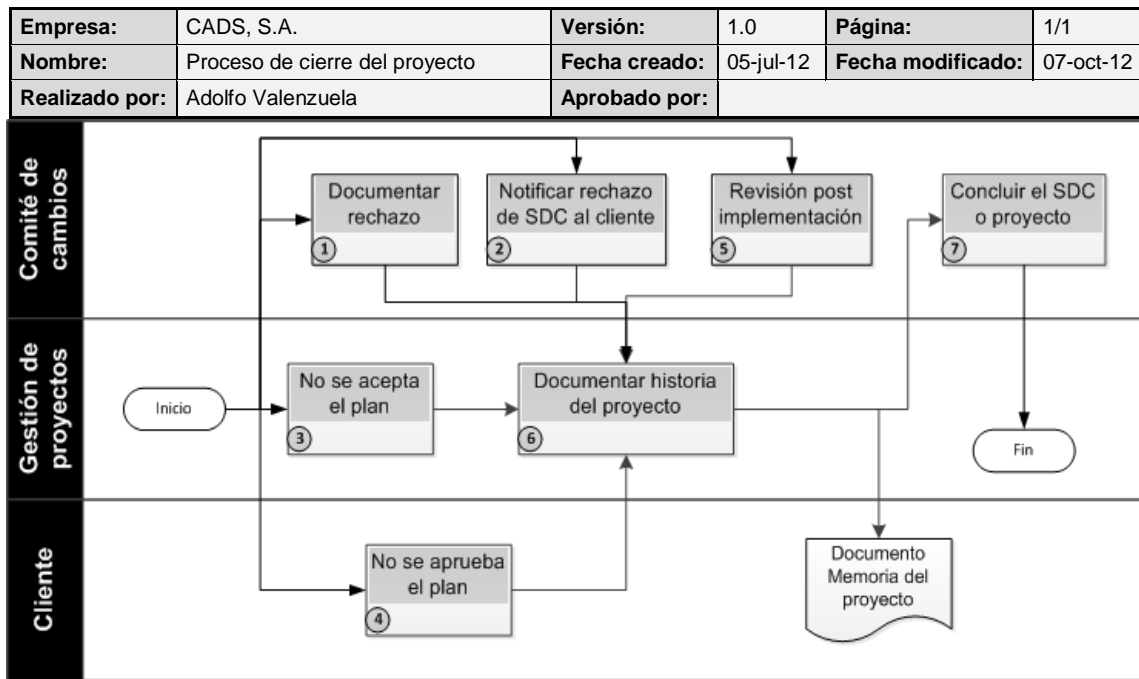 Empresa: CADS, S.A. Versión: 1.0 Página: 1/1
Nombre: Proceso de cierre del proyecto Fecha creado: 05-jul-12 Fecha modificado: 07-oct-12
Realizado por: Adolfo Valenzuela Aprobado por:
Comité de
cambios
Documentar
rechazo
1
Notificar rechazo
de SDC al cliente
2
Revisión post
implementación
5
Concluir el SDC
o proyecto
7
Gestión de
proyectos
Inicio
No se acepta
el plan
3
Documentar historia
del proyecto
6
Fin
Cliente
No se aprueba
el plan
4
Documento
Memoria del
proyecto